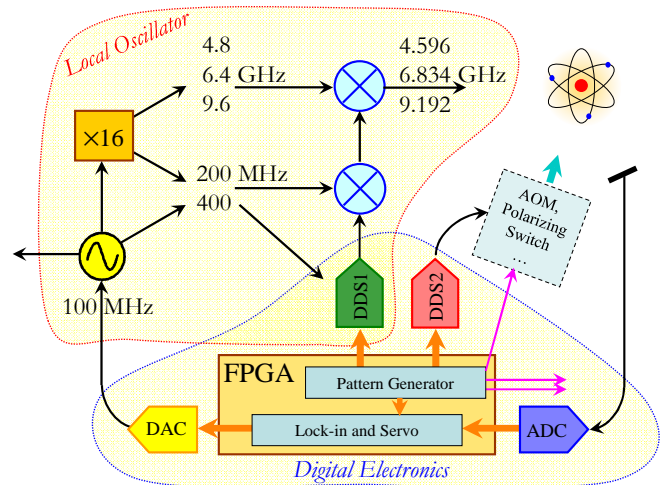 Local Oscillator
4.8
6.4 GHz
9.6
4.596
6.834 GHz
9.192
×16
200 MHz
400
100 MHz
AOM,
Polarizing
Switch
...
DDS1
DDS2
FPGA
Pattern Generator
Lock-in and Servo
DAC
ADC
Digital Electronics